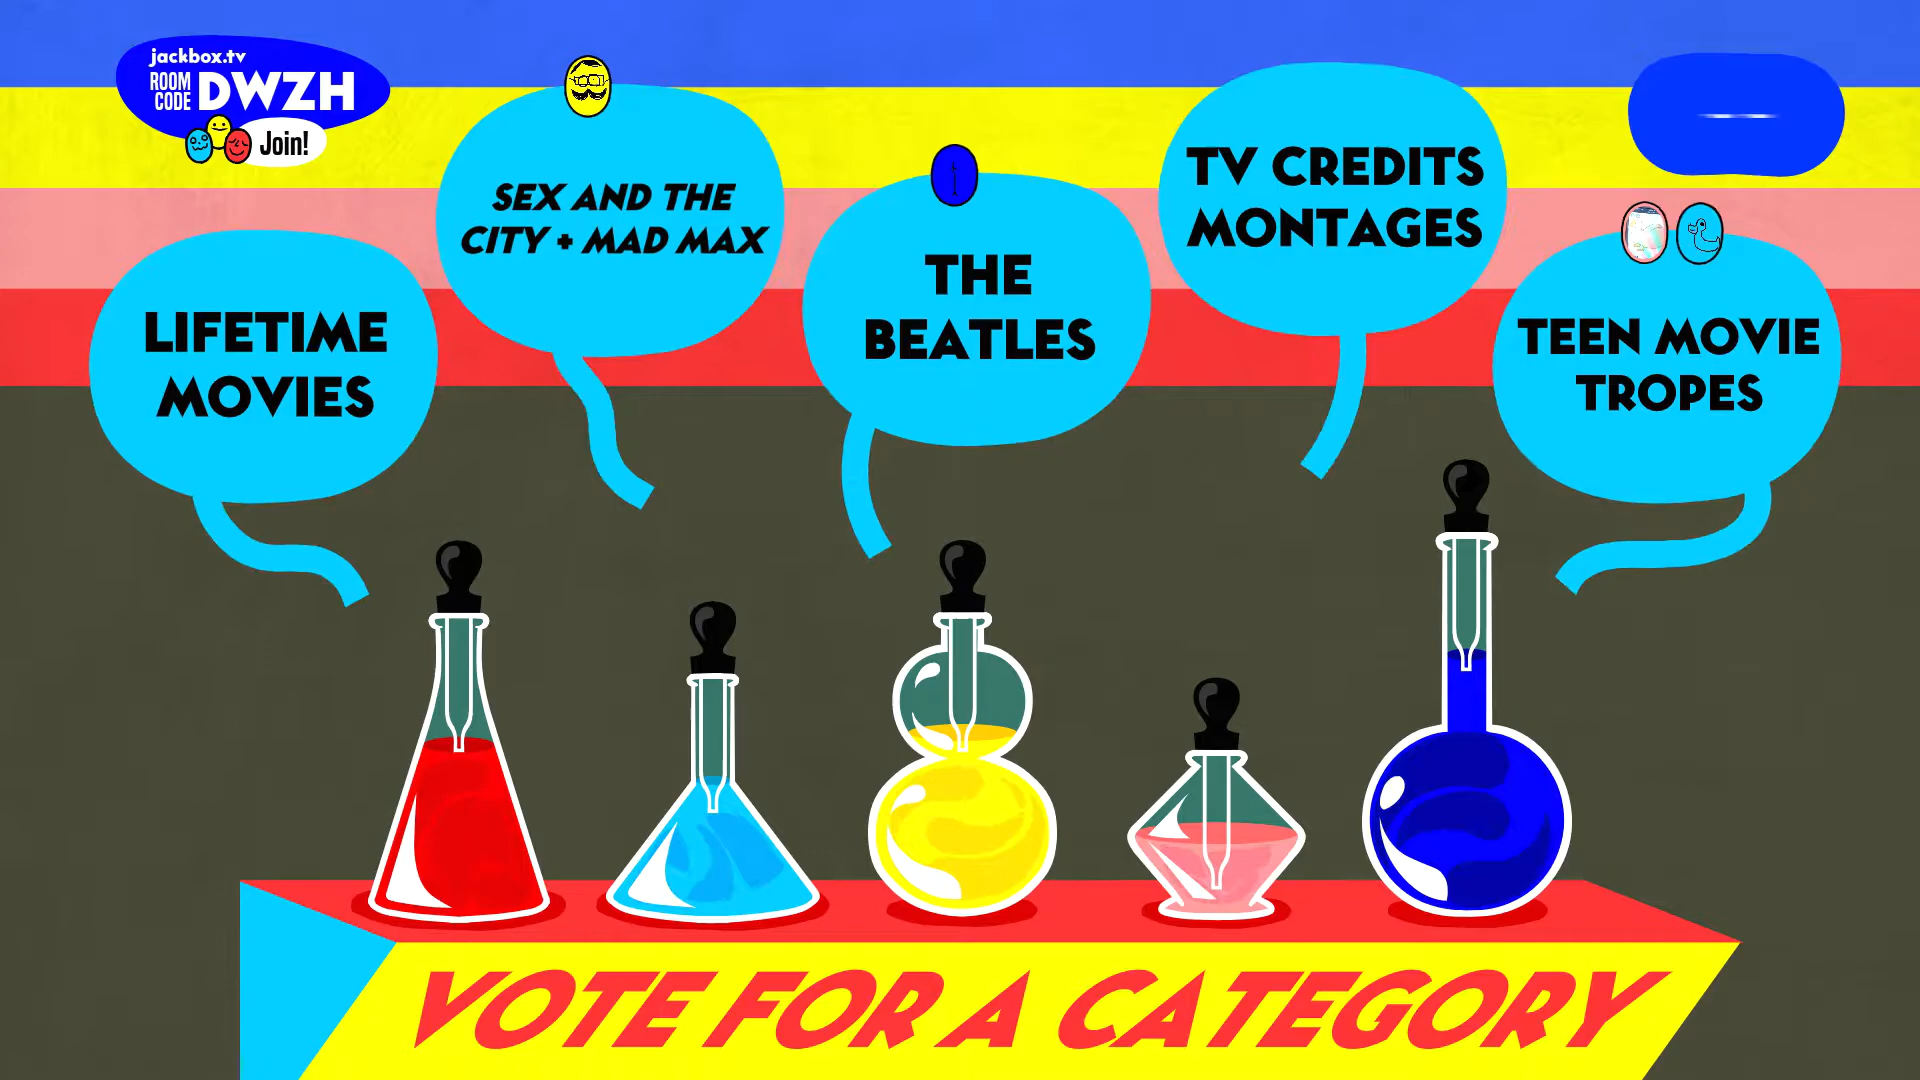 jackbox.tv
ROOM CODE DWZH
Join!
LIFETIME
MOVIES
SEX AND THE
CITY + MAD MAX
THE
BEATLES
TV CREDITS
MONTAGES
TEEN MOVIE
TROPES
VOTE FOR A CATEGORY